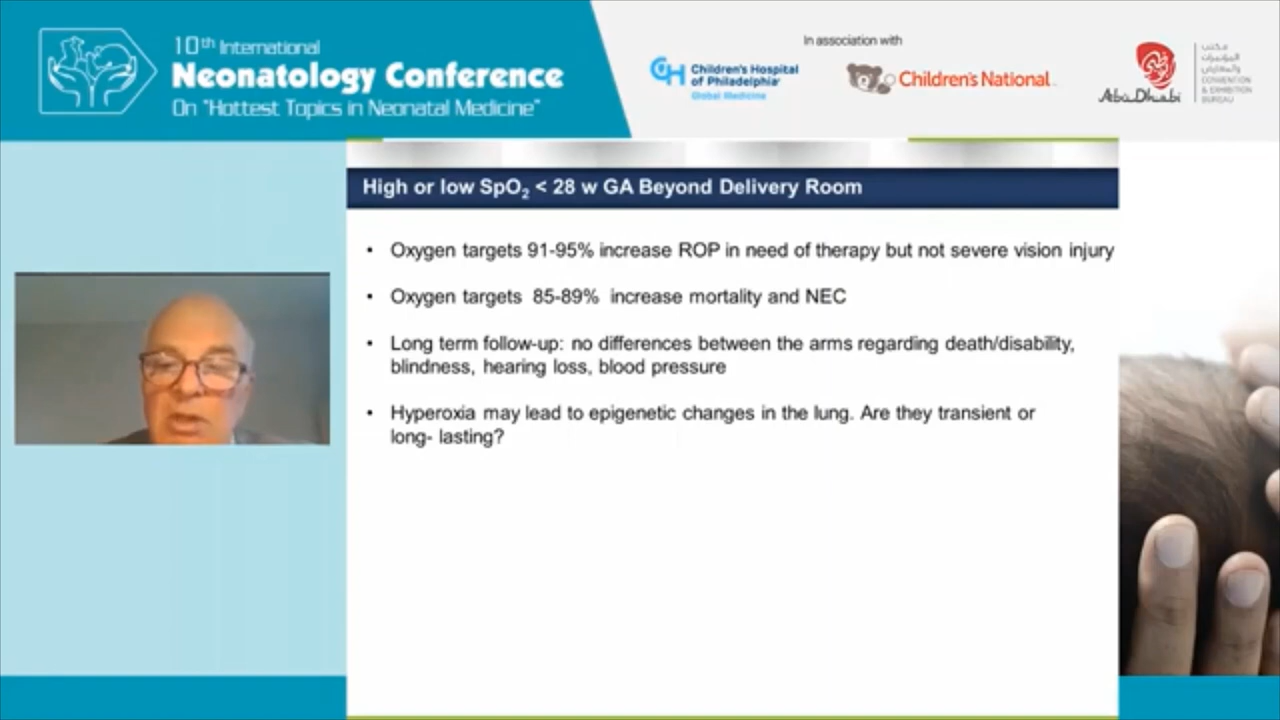 10th International
Neonatology Conference
On "Hottest Topics in Neonatal Medicine"
In association with
Children's Hospital
of Philadelphia
Global Medicine
Children's National
Abu Dhabi
CONVENTION
& EXHIBITION
BUREAU
High or low SpO₂ < 28 w GA Beyond Delivery Room
• Oxygen targets 91-95% increase ROP in need of therapy but not severe vision injury
• Oxygen targets 85-89% increase mortality and NEC
• Long term follow-up: no differences between the arms regarding death/disability,
blindness, hearing loss, blood pressure
• Hyperoxia may lead to epigenetic changes in the lung. Are they transient or
long- lasting?